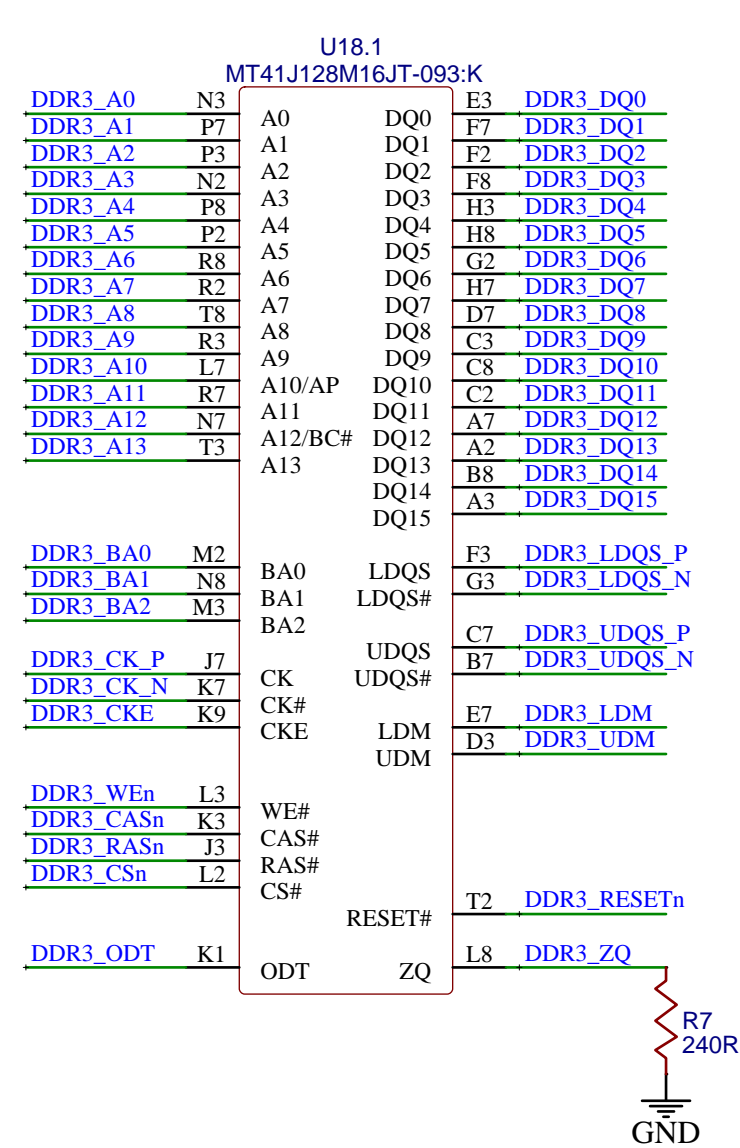 U18.1
MT41J128M16JT-093:K
DDR3_A0 N3 A0 DQ0 E3 DDR3_DQ0
DDR3_A1 P7 A1 DQ1 F7 DDR3_DQ1
DDR3_A2 P3 A2 DQ2 F2 DDR3_DQ2
DDR3_A3 N2 A3 DQ3 F8 DDR3_DQ3
DDR3_A4 P8 A4 DQ4 H3 DDR3_DQ4
DDR3_A5 P2 A5 DQ5 H8 DDR3_DQ5
DDR3_A6 R8 A6 DQ6 G2 DDR3_DQ6
DDR3_A7 R2 A7 DQ7 H7 DDR3_DQ7
DDR3_A8 T8 A8 DQ8 D7 DDR3_DQ8
DDR3_A9 R3 A9 DQ9 C3 DDR3_DQ9
DDR3_A10 L7 A10/AP DQ10 C8 DDR3_DQ10
DDR3_A11 R7 A11 DQ11 C2 DDR3_DQ11
DDR3_A12 N7 A12/BC# DQ12 A7 DDR3_DQ12
DDR3_A13 T3 A13 DQ13 A2 DDR3_DQ13
DQ14 B8 DDR3_DQ14
DQ15 A3 DDR3_DQ15
DDR3_BA0 M2 BA0 LDQS F3 DDR3_LDQS_P
DDR3_BA1 N8 BA1 LDQS# G3 DDR3_LDQS_N
DDR3_BA2 M3 BA2
UDQS C7 DDR3_UDQS_P
DDR3_CK_P J7 CK UDQS# B7 DDR3_UDQS_N
DDR3_CK_N K7 CK#
DDR3_CKE K9 CKE LDM E7 DDR3_LDM
UDM D3 DDR3_UDM
DDR3_WEn L3 WE#
DDR3_CASn K3 CAS#
DDR3_RASn J3 RAS#
DDR3_CSn L2 CS#
RESET# T2 DDR3_RESETn
DDR3_ODT K1 ODT ZQ L8 DDR3_ZQ
R7
240R
GND